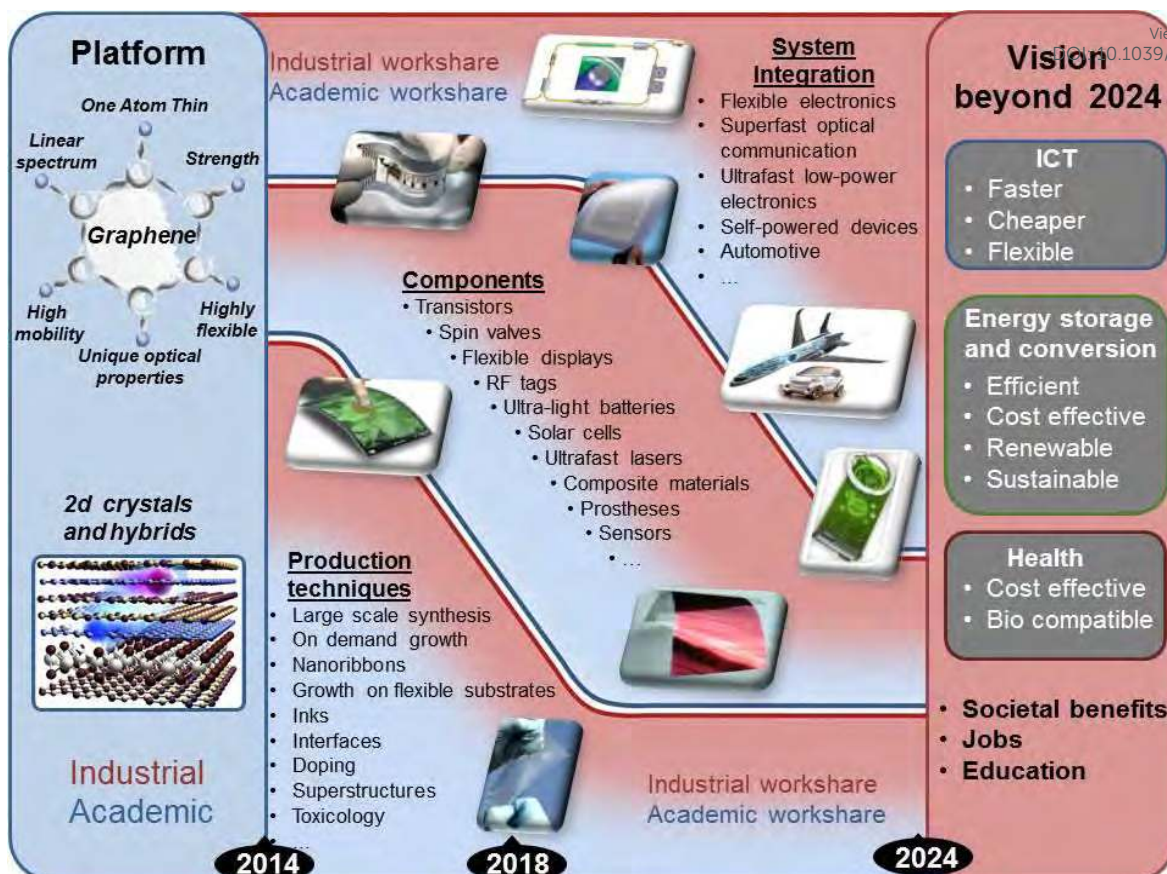 Platform
One Atom Thin
Linear
spectrum
Strength
Graphene
High
mobility
Highly
flexible
Unique optical
properties
2d crystals
and hybrids
Industrial
Academic
Industrial workshare
Academic workshare
System
Integration
• Flexible electronics
• Superfast optical
communication
• Ultrafast low-power
electronics
• Self-powered devices
• Automotive
• ...
Components
• Transistors
• Spin valves
• Flexible displays
• RF tags
• Ultra-light batteries
• Solar cells
• Ultrafast lasers
• Composite materials
• Prostheses
• Sensors
• ...
Production
techniques
• Large scale synthesis
• On demand growth
• Nanoribbons
• Growth on flexible substrates
• Inks
• Interfaces
• Doping
• Superstructures
• Toxicology
• ...
Industrial workshare
Academic workshare
DOI: 10.1039/
Vision
beyond 2024
ICT
• Faster
• Cheaper
• Flexible
Energy storage
and conversion
• Efficient
• Cost effective
• Renewable
• Sustainable
Health
• Cost effective
• Bio compatible
• Societal benefits
• Jobs
• Education
2014
2018
2024